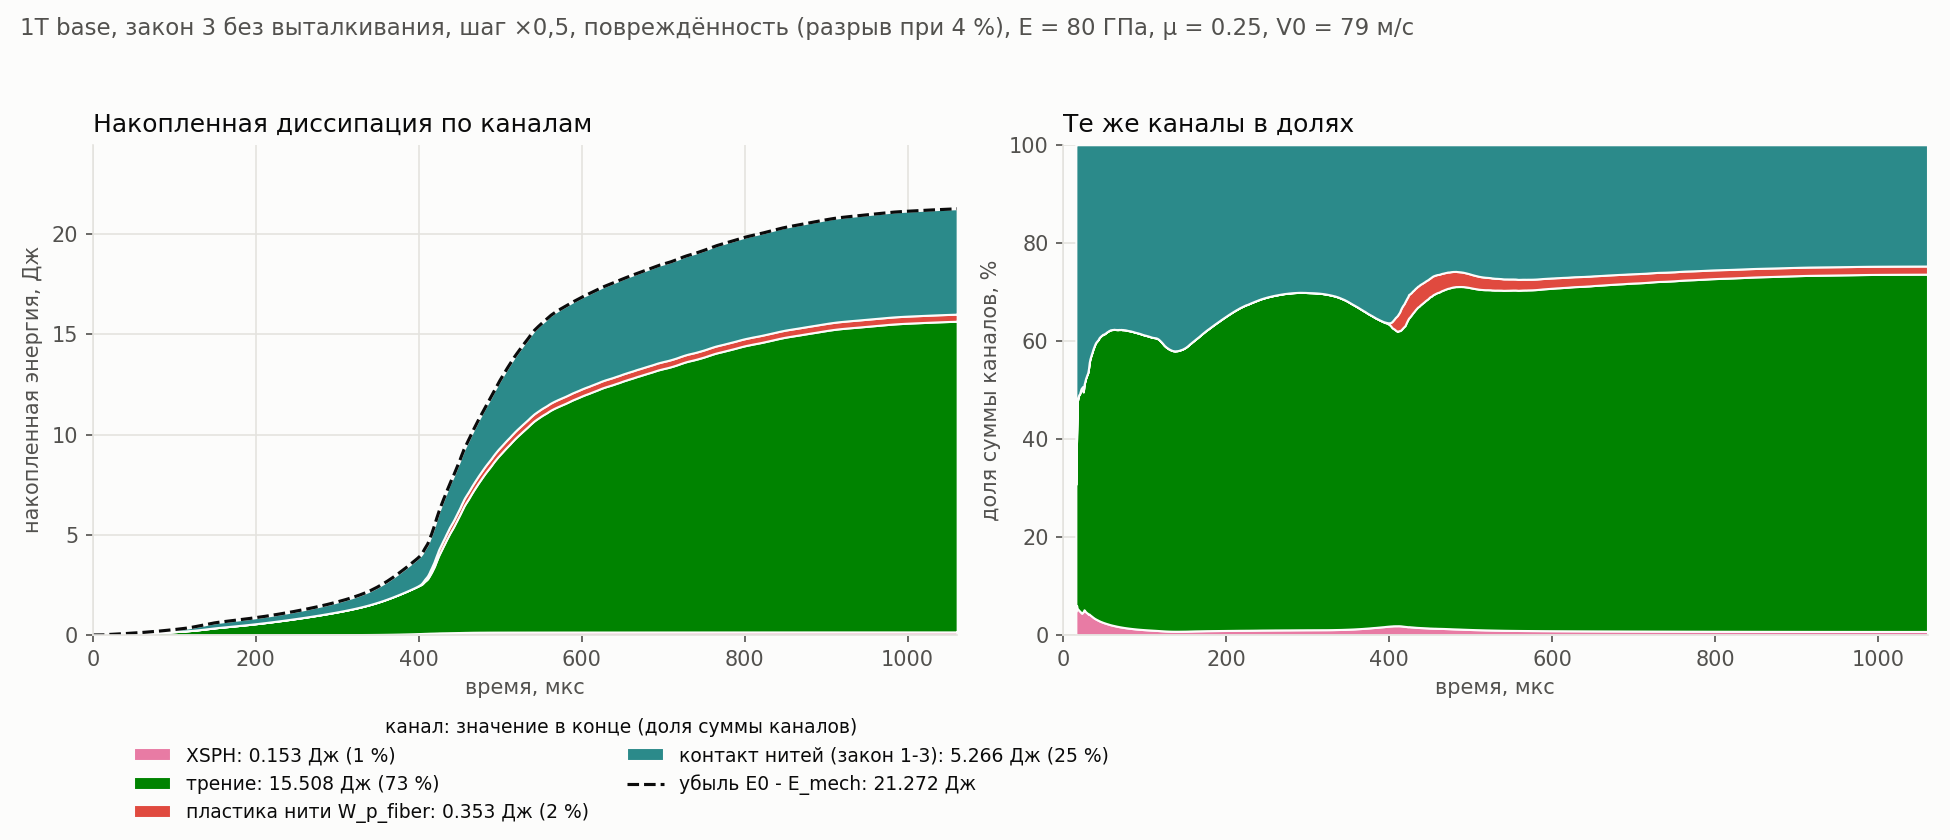 1T base, закон 3 без выталкивания, шаг ×0,5, повреждённость (разрыв при 4 %), E = 80 ГПа, μ = 0.25, V0 = 79 м/с
Накопленная диссипация по каналам
накопленная энергия, Дж
20
15
10
5
0
0 200 400 600 800 1000
время, мкс
Те же каналы в долях
доля суммы каналов, %
100
80
60
40
20
0
0 200 400 600 800 1000
время, мкс
канал: значение в конце (доля суммы каналов)
XSPH: 0.153 Дж (1 %)
трение: 15.508 Дж (73 %)
пластика нити W_p_fiber: 0.353 Дж (2 %)
контакт нитей (закон 1-3): 5.266 Дж (25 %)
убыль E0 - E_mech: 21.272 Дж